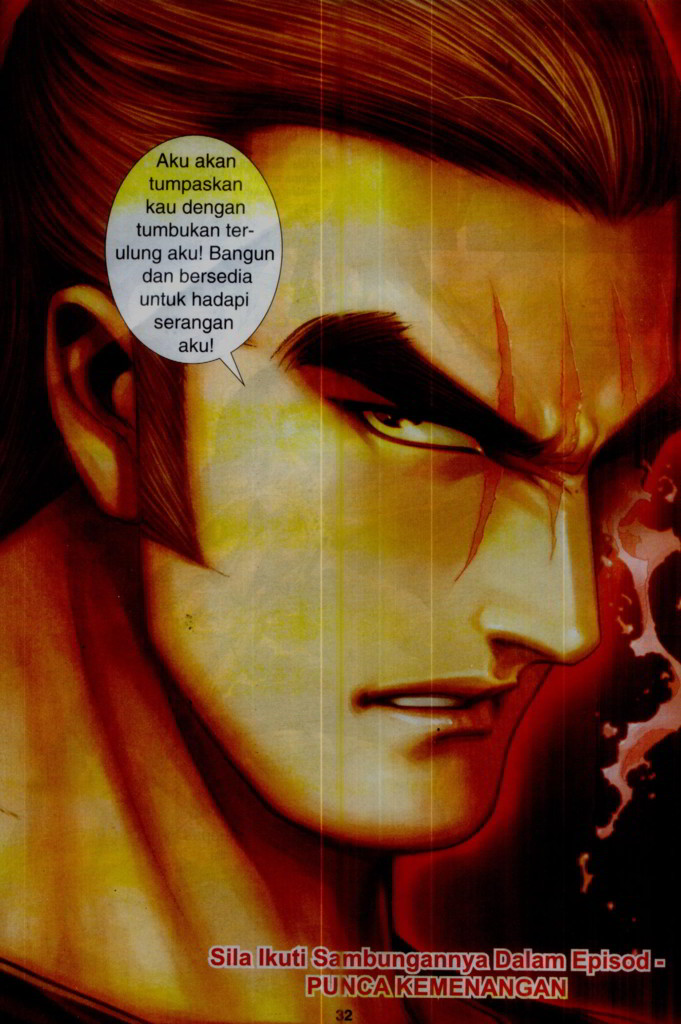 Aku akan
tumpaskan
kau dengan
tumbukan ter-
ulung aku! Bangun
dan bersedia
untuk hadapi
serangan
aku!
Sila Ikuti Sambungannya Dalam Episod -
PUNCA KEMENANGAN
32